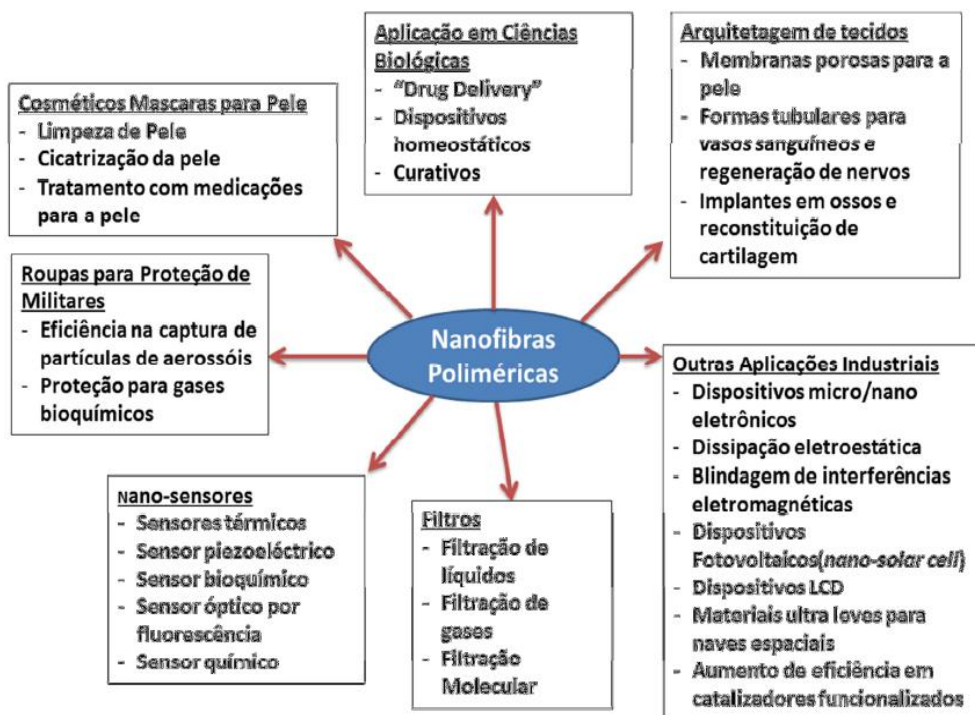 Cosméticos Mascaras para Pele
- Limpeza de Pele
- Cicatrização da pele
- Tratamento com medicações
para a pele
Aplicação em Ciências
Biológicas
- “Drug Delivery”
- Dispositivos
homeostáticos
- Curativos
Arquitetagem de tecidos
- Membranas porosas para a
pele
- Formas tubulares para
vasos sanguíneos e
regeneração de nervos
- Implantes em ossos e
reconstituição de
cartilagem
Roupas para Proteção de
Militares
- Eficiência na captura de
partículas de aerossóis
- Proteção para gases
bioquímicos
Nanofibras
Poliméricas
Outras Aplicações Industriais
- Dispositivos micro/nano
eletrônicos
- Dissipação eletroestática
- Blindagem de interferências
eletromagnéticas
- Dispositivos
Fotovoltaicos(nano-solar cell)
- Dispositivos LCD
- Materiais ultra leves para
naves espaciais
- Aumento de eficiência em
catalizadores funcionalizados
Nano-sensores
- Sensores térmicos
- Sensor piezoeléctrico
- Sensor bioquímico
- Sensor óptico por
fluorescência
- Sensor químico
Filtros
- Filtração de
líquidos
- Filtração de
gases
- Filtração
Molecular